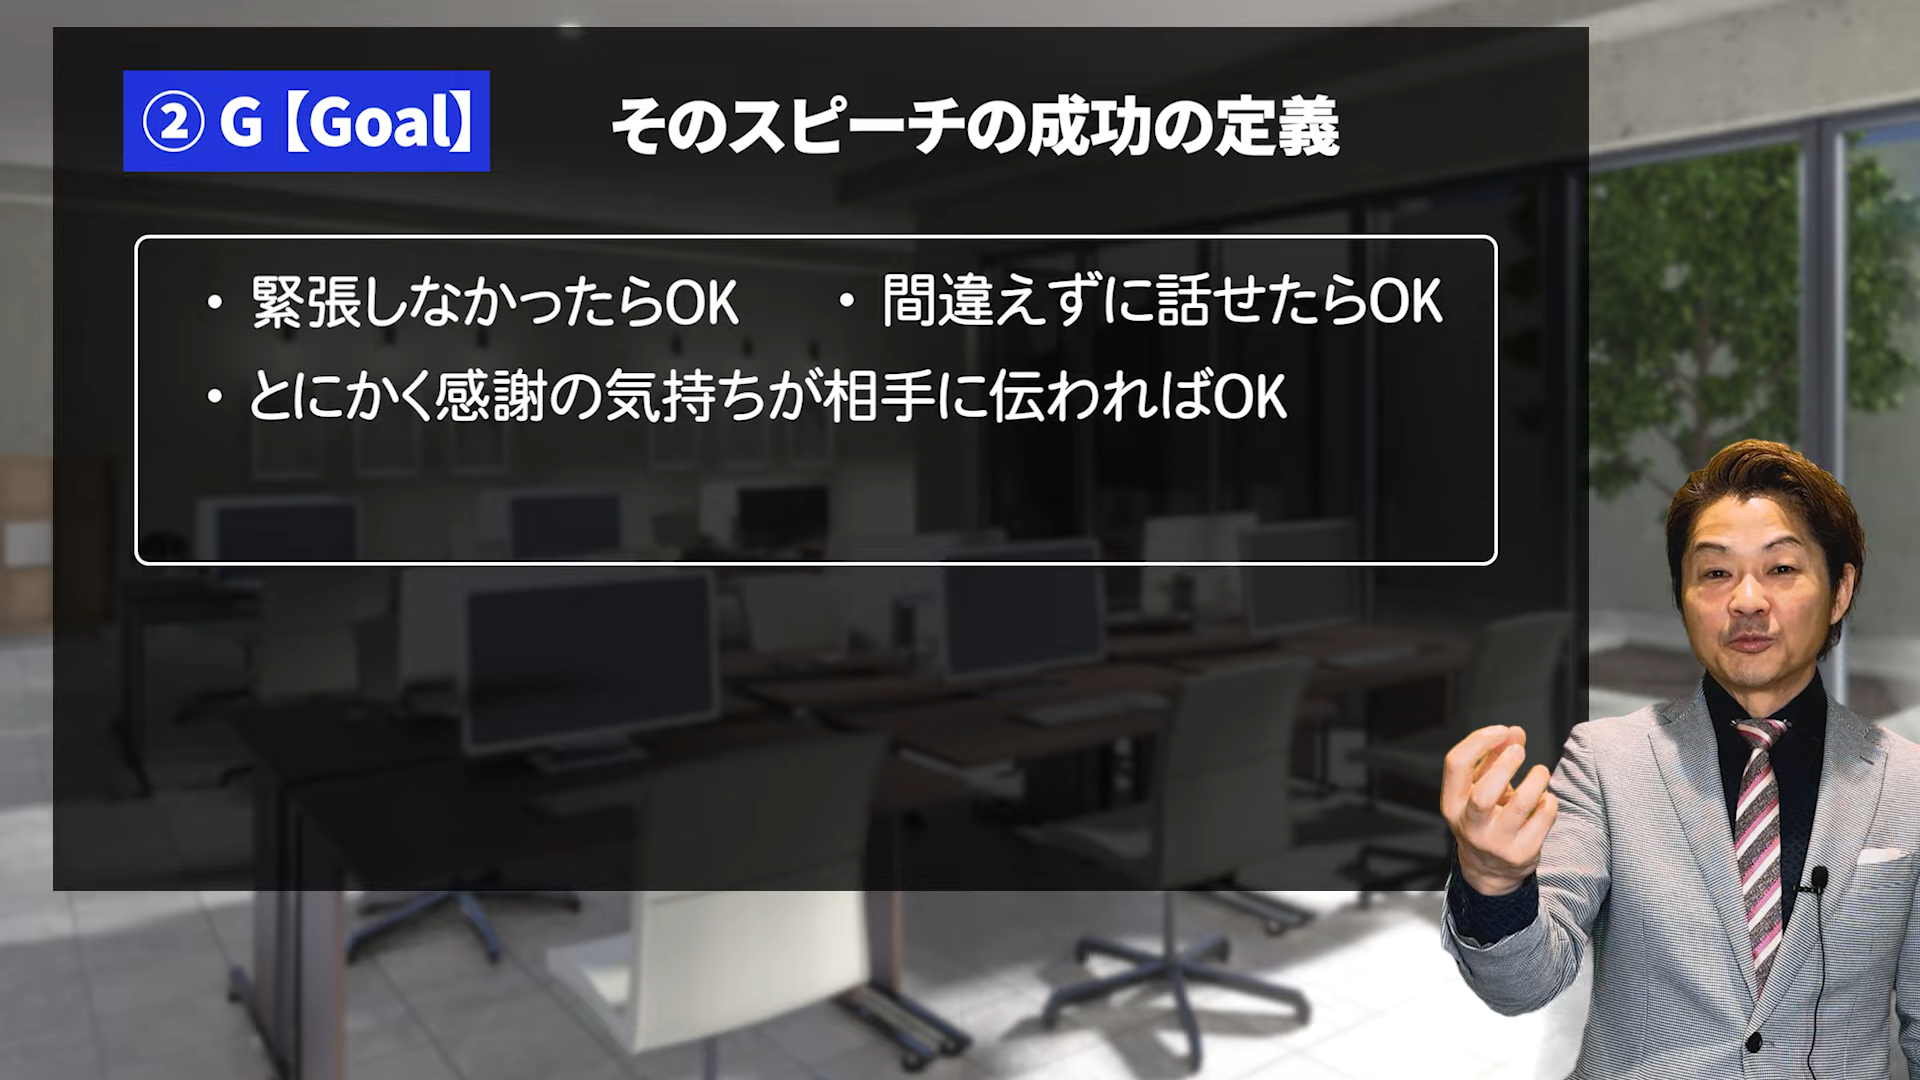 ② G【Goal】 そのスピーチの成功の定義
・緊張しなかったらOK ・間違えずに話せたらOK
・とにかく感謝の気持ちが相手に伝わればOK